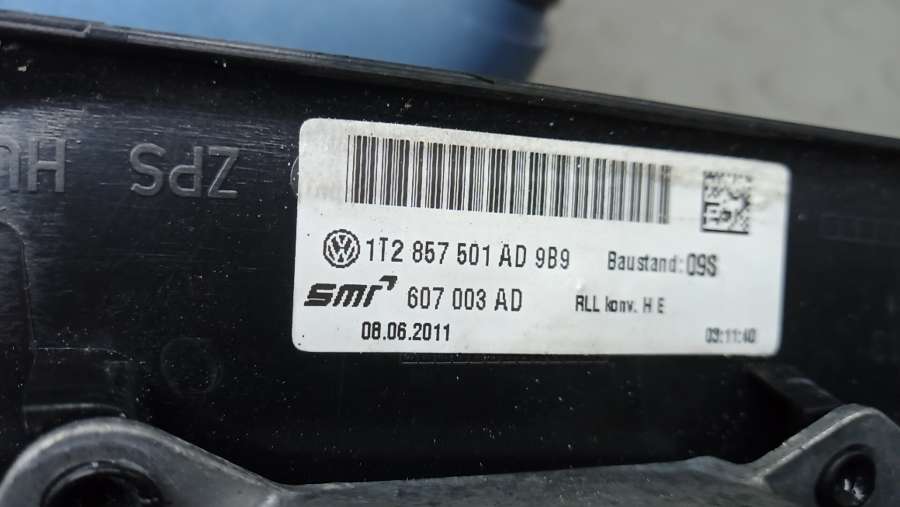 ZPS
1T2 857 501 AD 9B9 Baustand: 09S
smr 607 003 AD RLL konv. H E
08.06.2011 03:11:40